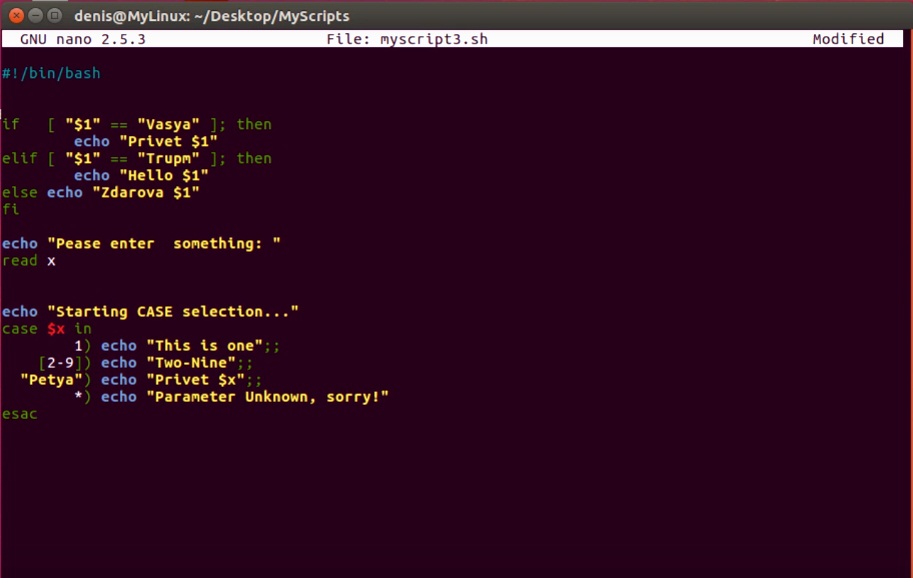 denis@MyLinux: ~/Desktop/MyScripts
GNU nano 2.5.3 File: myscript3.sh Modified
#!/bin/bash
if [ "$1" == "Vasya" ]; then
echo "Privet $1"
elif [ "$1" == "Trupm" ]; then
echo "Hello $1"
else echo "Zdarova $1"
fi
echo "Pease enter  something: "
read x
echo "Starting CASE selection..."
case $x in
1) echo "This is one";;
[2-9]) echo "Two-Nine";;
"Petya") echo "Privet $x";;
*) echo "Parameter Unknown, sorry!"
esac